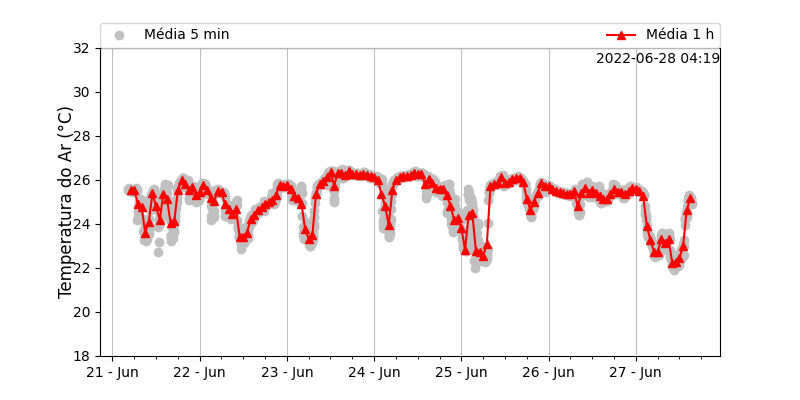 Média 5 min
Média 1 h
2022-06-28 04:19
Temperatura do Ar (°C)
32
30
28
26
24
22
20
18
21 - Jun
22 - Jun
23 - Jun
24 - Jun
25 - Jun
26 - Jun
27 - Jun